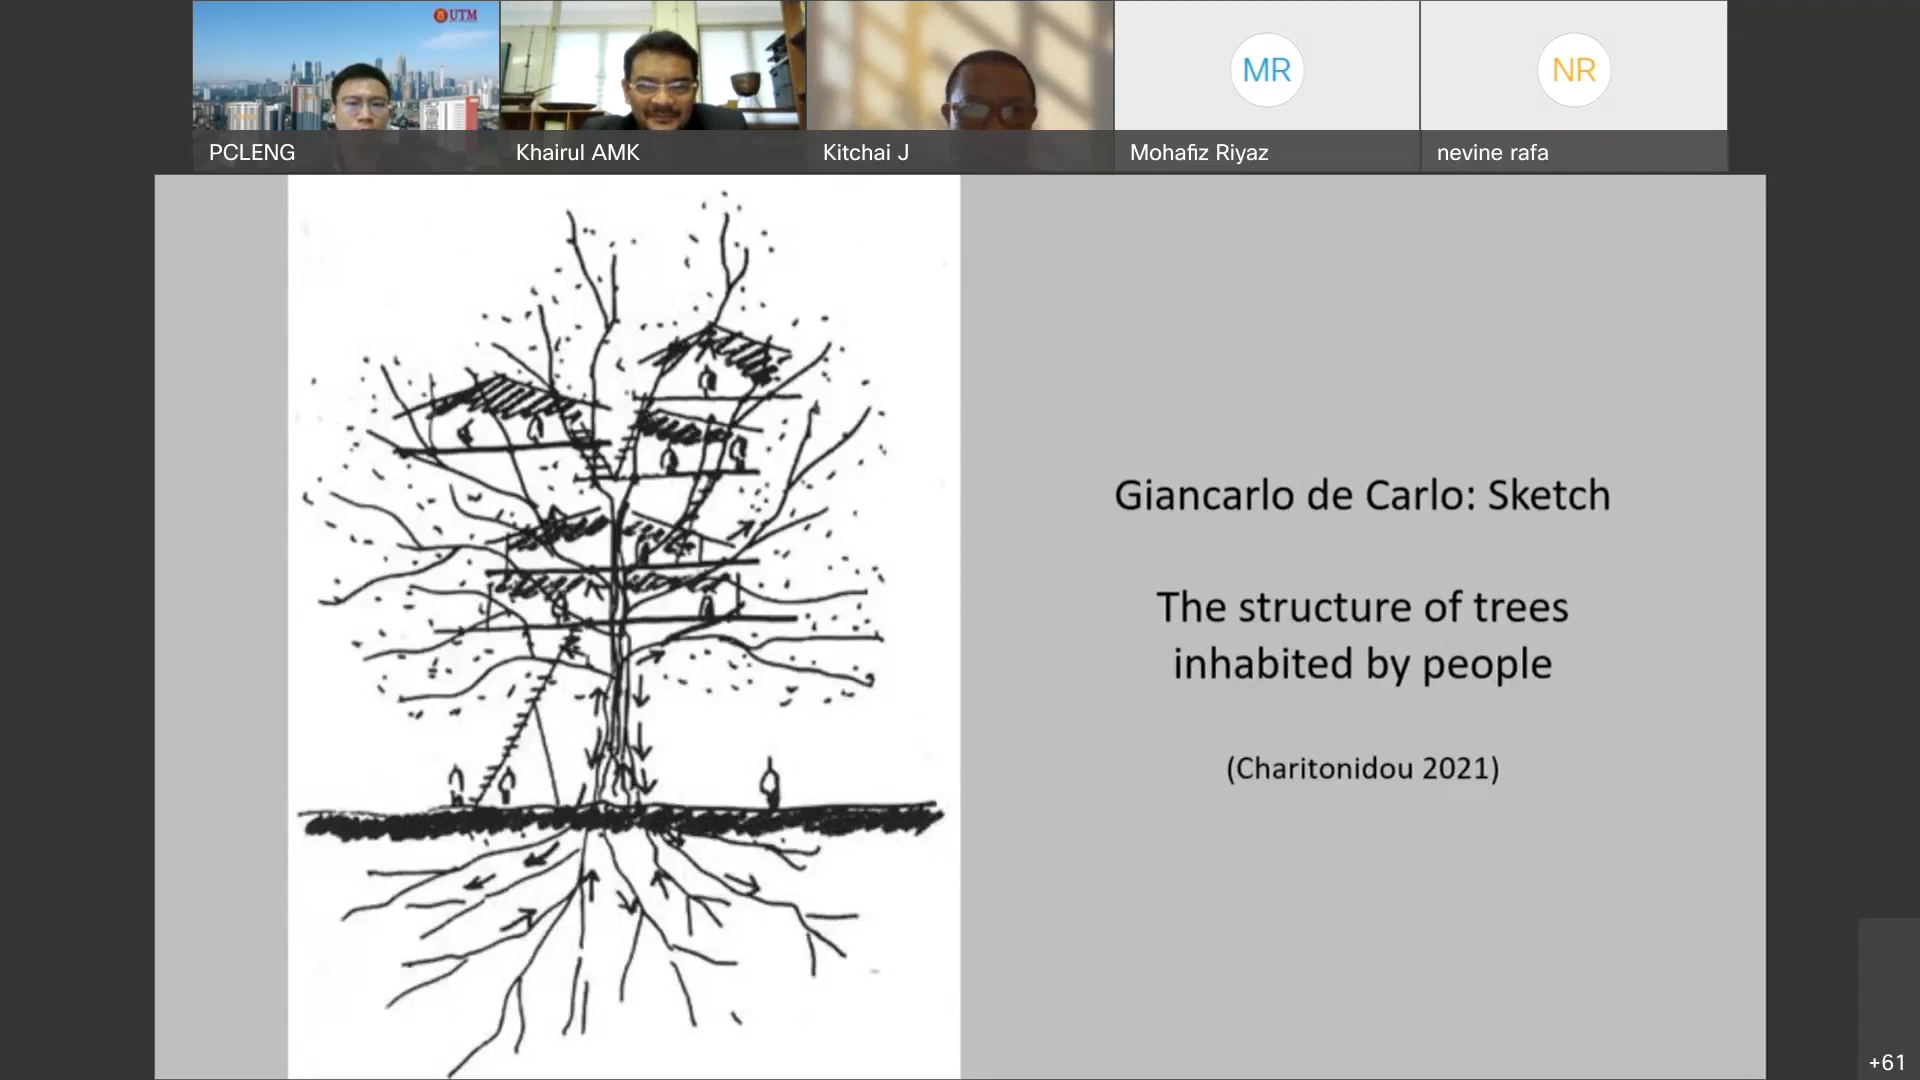 UTM
PCLENG
Khairul AMK
Kitchai J
MR
Mohafiz Riyaz
NR
nevine rafa
Giancarlo de Carlo: Sketch
The structure of trees
inhabited by people
(Charitonidou 2021)
+61